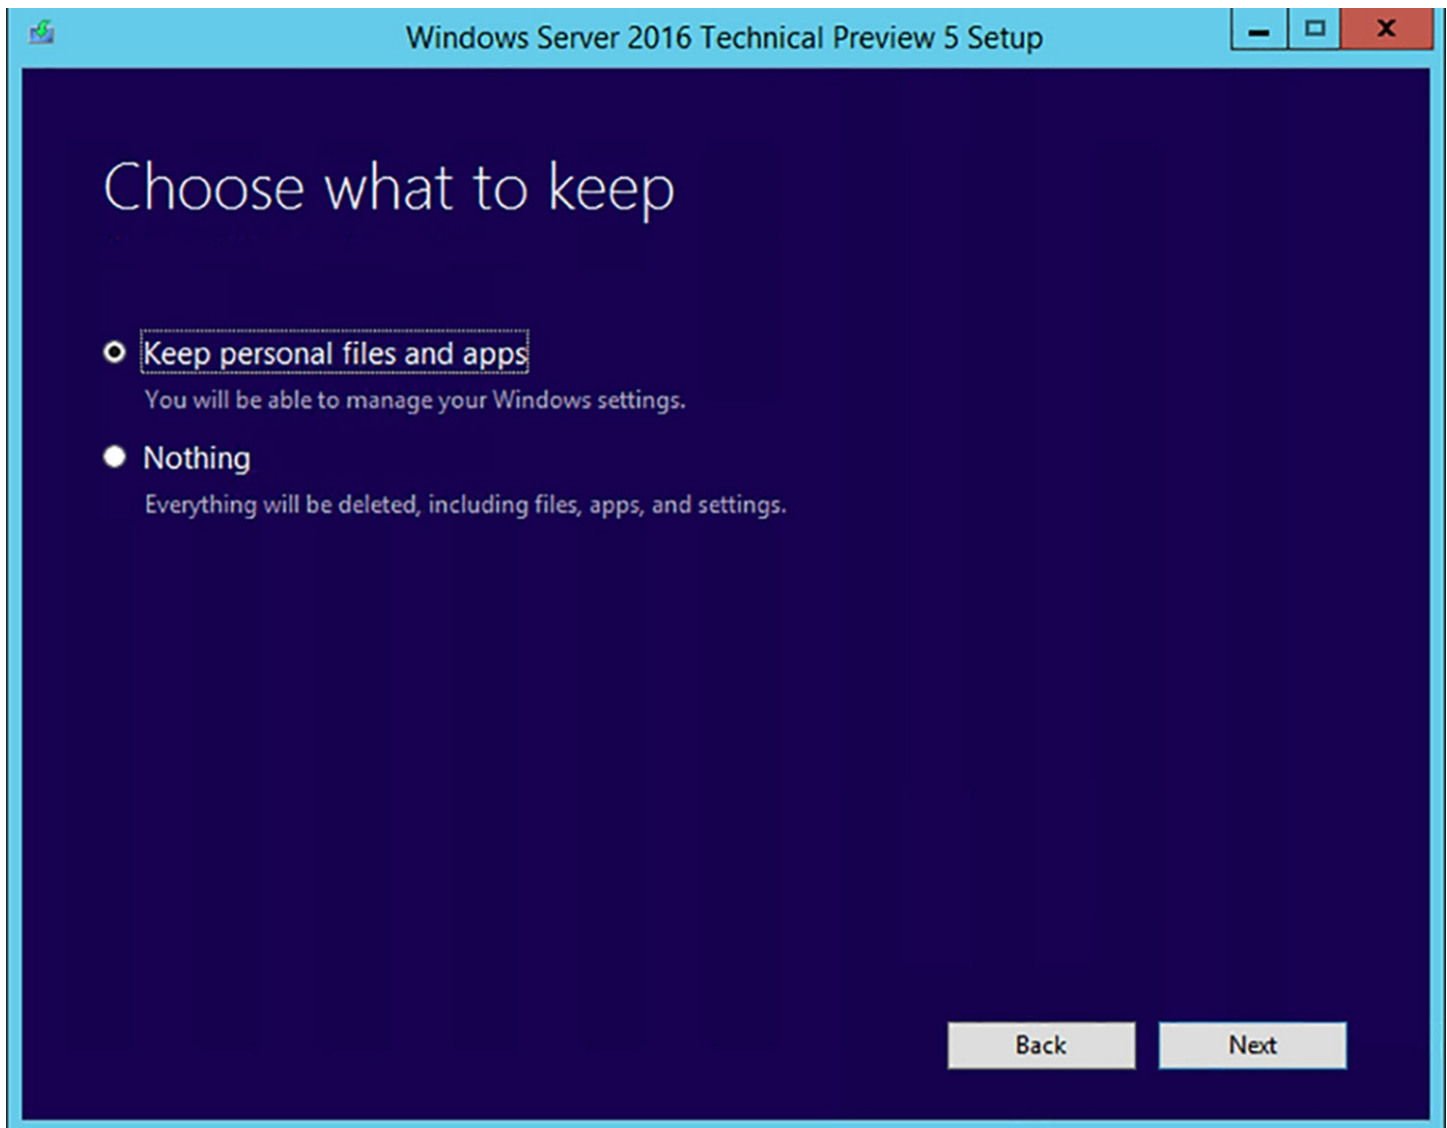 Windows Server 2016 Technical Preview 5 Setup
Choose what to keep
Keep personal files and apps
You will be able to manage your Windows settings.
Nothing
Everything will be deleted, including files, apps, and settings.
Back Next